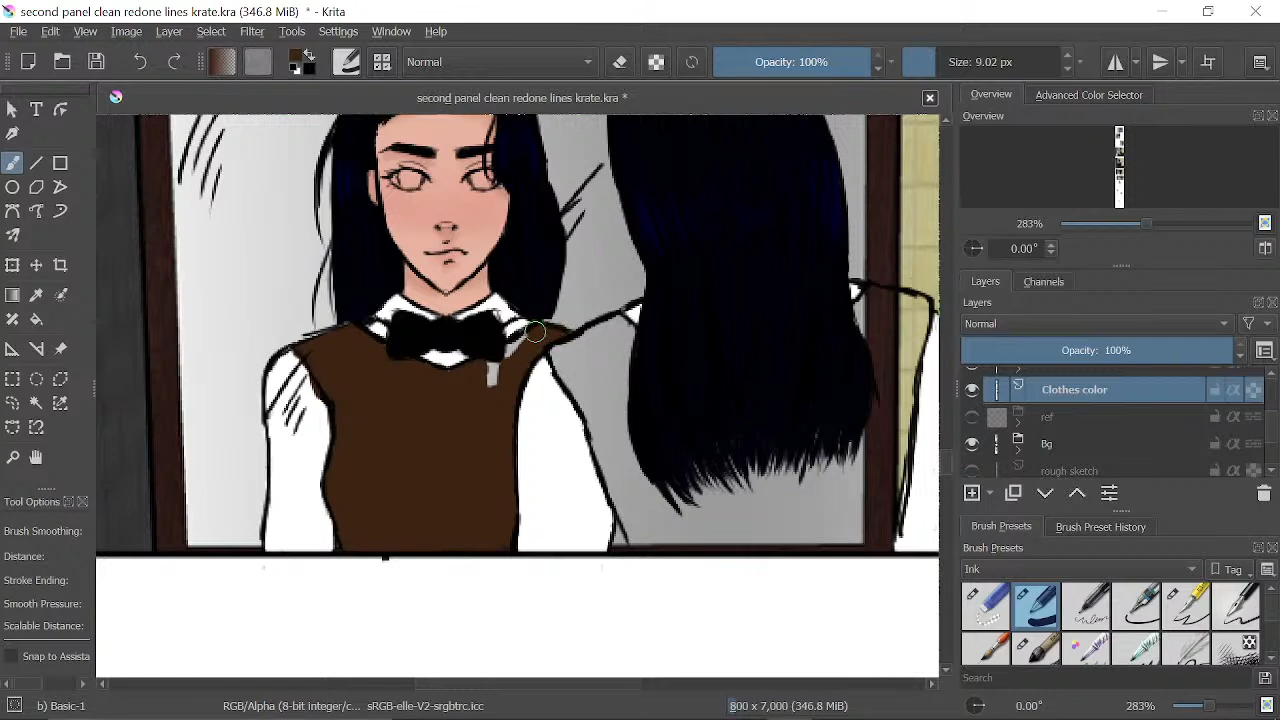 second panel clean redone lines krate.kra (346.8 MiB) * - Krita
File Edit View Image Layer Filter Tools Select Settings Window Help
Normal
Opacity: 100%
Size: 9.02 px
second panel clean redone lines krate.kra *
Overview
Advanced Color Selector
Overview
283%
0.00°
Layers
Channels
Layers
Normal
Opacity: 100%
Clothes color
ref
Bg
rough sketch
Brush Presets
Brush Preset History
Brush Presets
Ink
Tag
Search
Tool Options
Brush Smoothing:
Distance:
Stroke Ending:
Smooth Pressure:
Scalable Distance:
Snap to Assista
b) Basic-1
RGB/Alpha (8-bit integer/c... sRGB-elle-V2-srgbtrc.icc
800 x 7,000 (346.8 MiB)
0.00°
283%